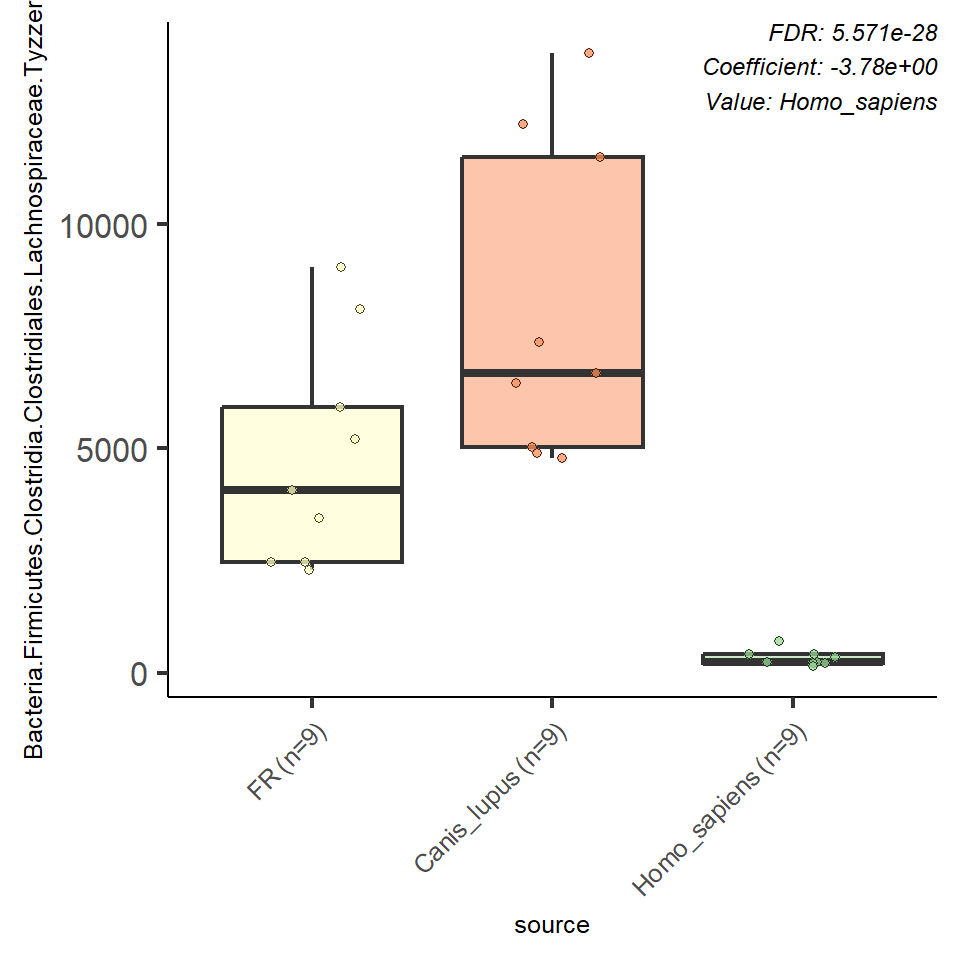 FDR: 5.571e-28
Coefficient: -3.78e+00
Value: Homo_sapiens
Bacteria.Firmicutes.Clostridia.Clostridiales.Lachnospiraceae.Tyzzer
10000
5000
0
FR (n=9)
Canis_lupus (n=9)
Homo_sapiens (n=9)
source